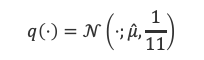 q(·) = 𝒩(·; μ̂, 1/11)